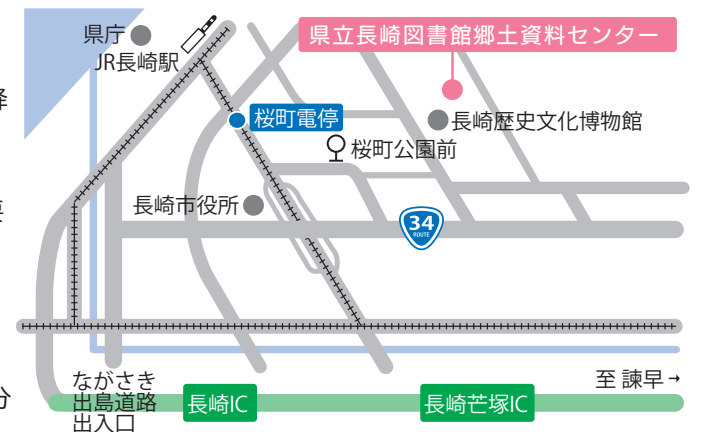 県庁
JR長崎駅
県立長崎図書館郷土資料センター
降
桜町電停
長崎歴史文化博物館
桜町公園前
長崎市役所
34
ROUTE
ながさき
出島道路
出入口
長崎IC
長崎芒塚IC
至 諫早→
分